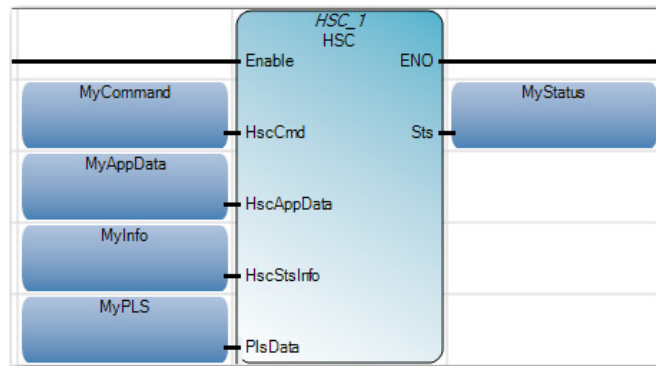 HSC_1
HSC
Enable ENO
MyCommand MyStatus
HscCmd Sts
MyAppData
HscAppData
MyInfo
HscStsInfo
MyPLS
PlsData